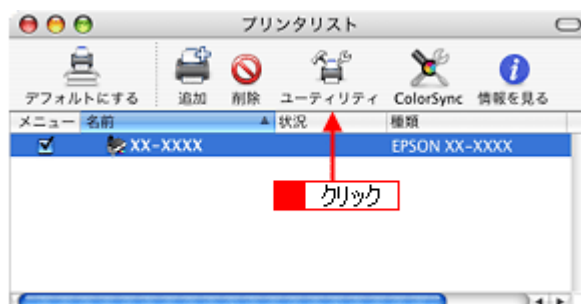 プリンタリスト
デフォルトにする 追加 削除 ユーティリティ ColorSync 情報を見る
メニュー 名前 状況 種類
XX-XXXX EPSON XX-XXXX
クリック